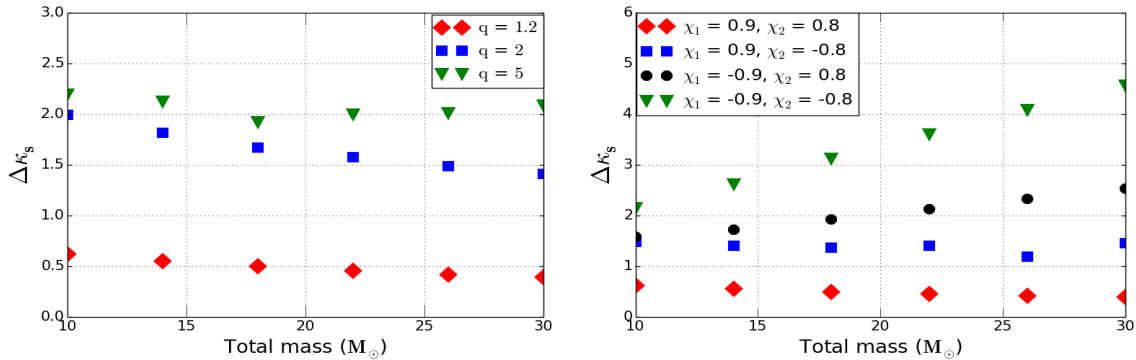 3.0
2.5
2.0
1.5
1.0
0.5
0.0
Δκs
10 15 20 25 30
Total mass (M⊙)
q = 1.2
q = 2
q = 5
6
5
4
3
2
1
0
Δκs
10 15 20 25 30
Total mass (M⊙)
χ1 = 0.9, χ2 = 0.8
χ1 = 0.9, χ2 = -0.8
χ1 = -0.9, χ2 = 0.8
χ1 = -0.9, χ2 = -0.8